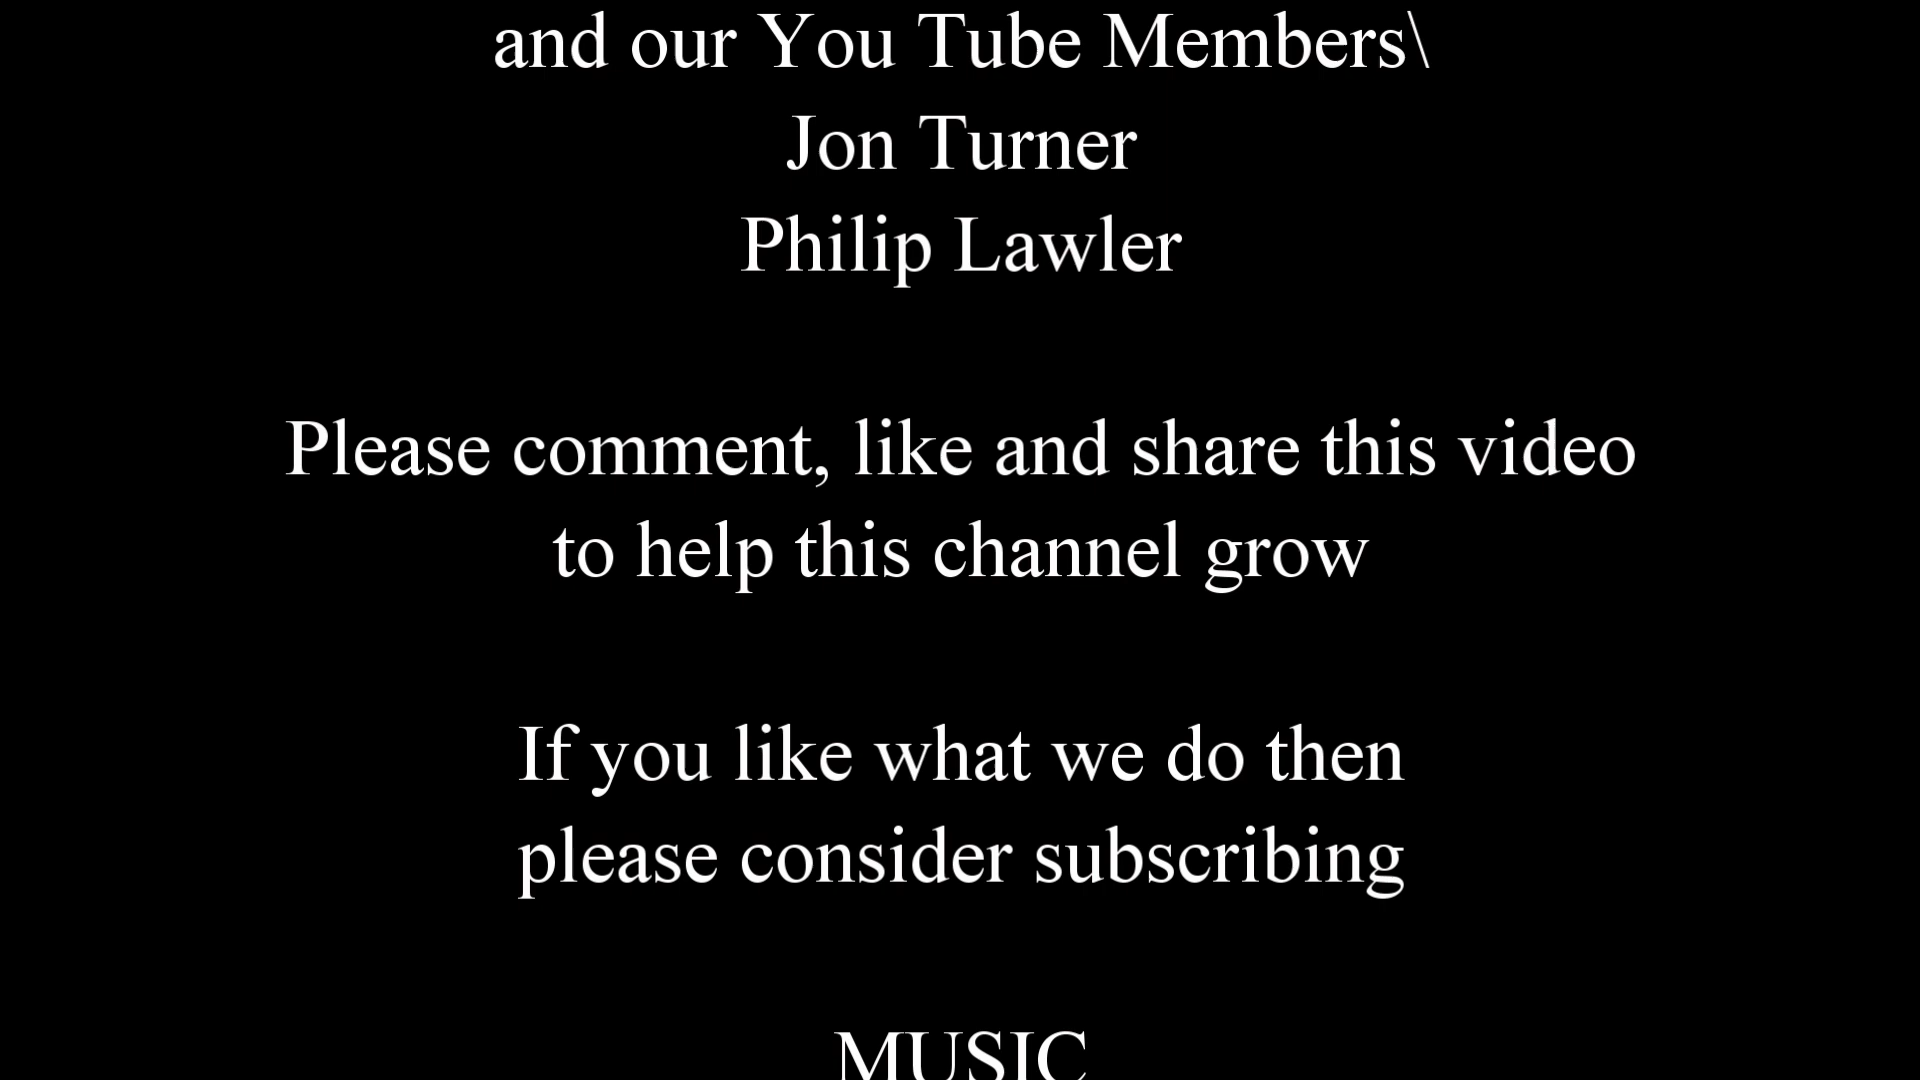 and our You Tube Members\
Jon Turner
Philip Lawler
Please comment, like and share this video
to help this channel grow
If you like what we do then
please consider subscribing
MUSIC